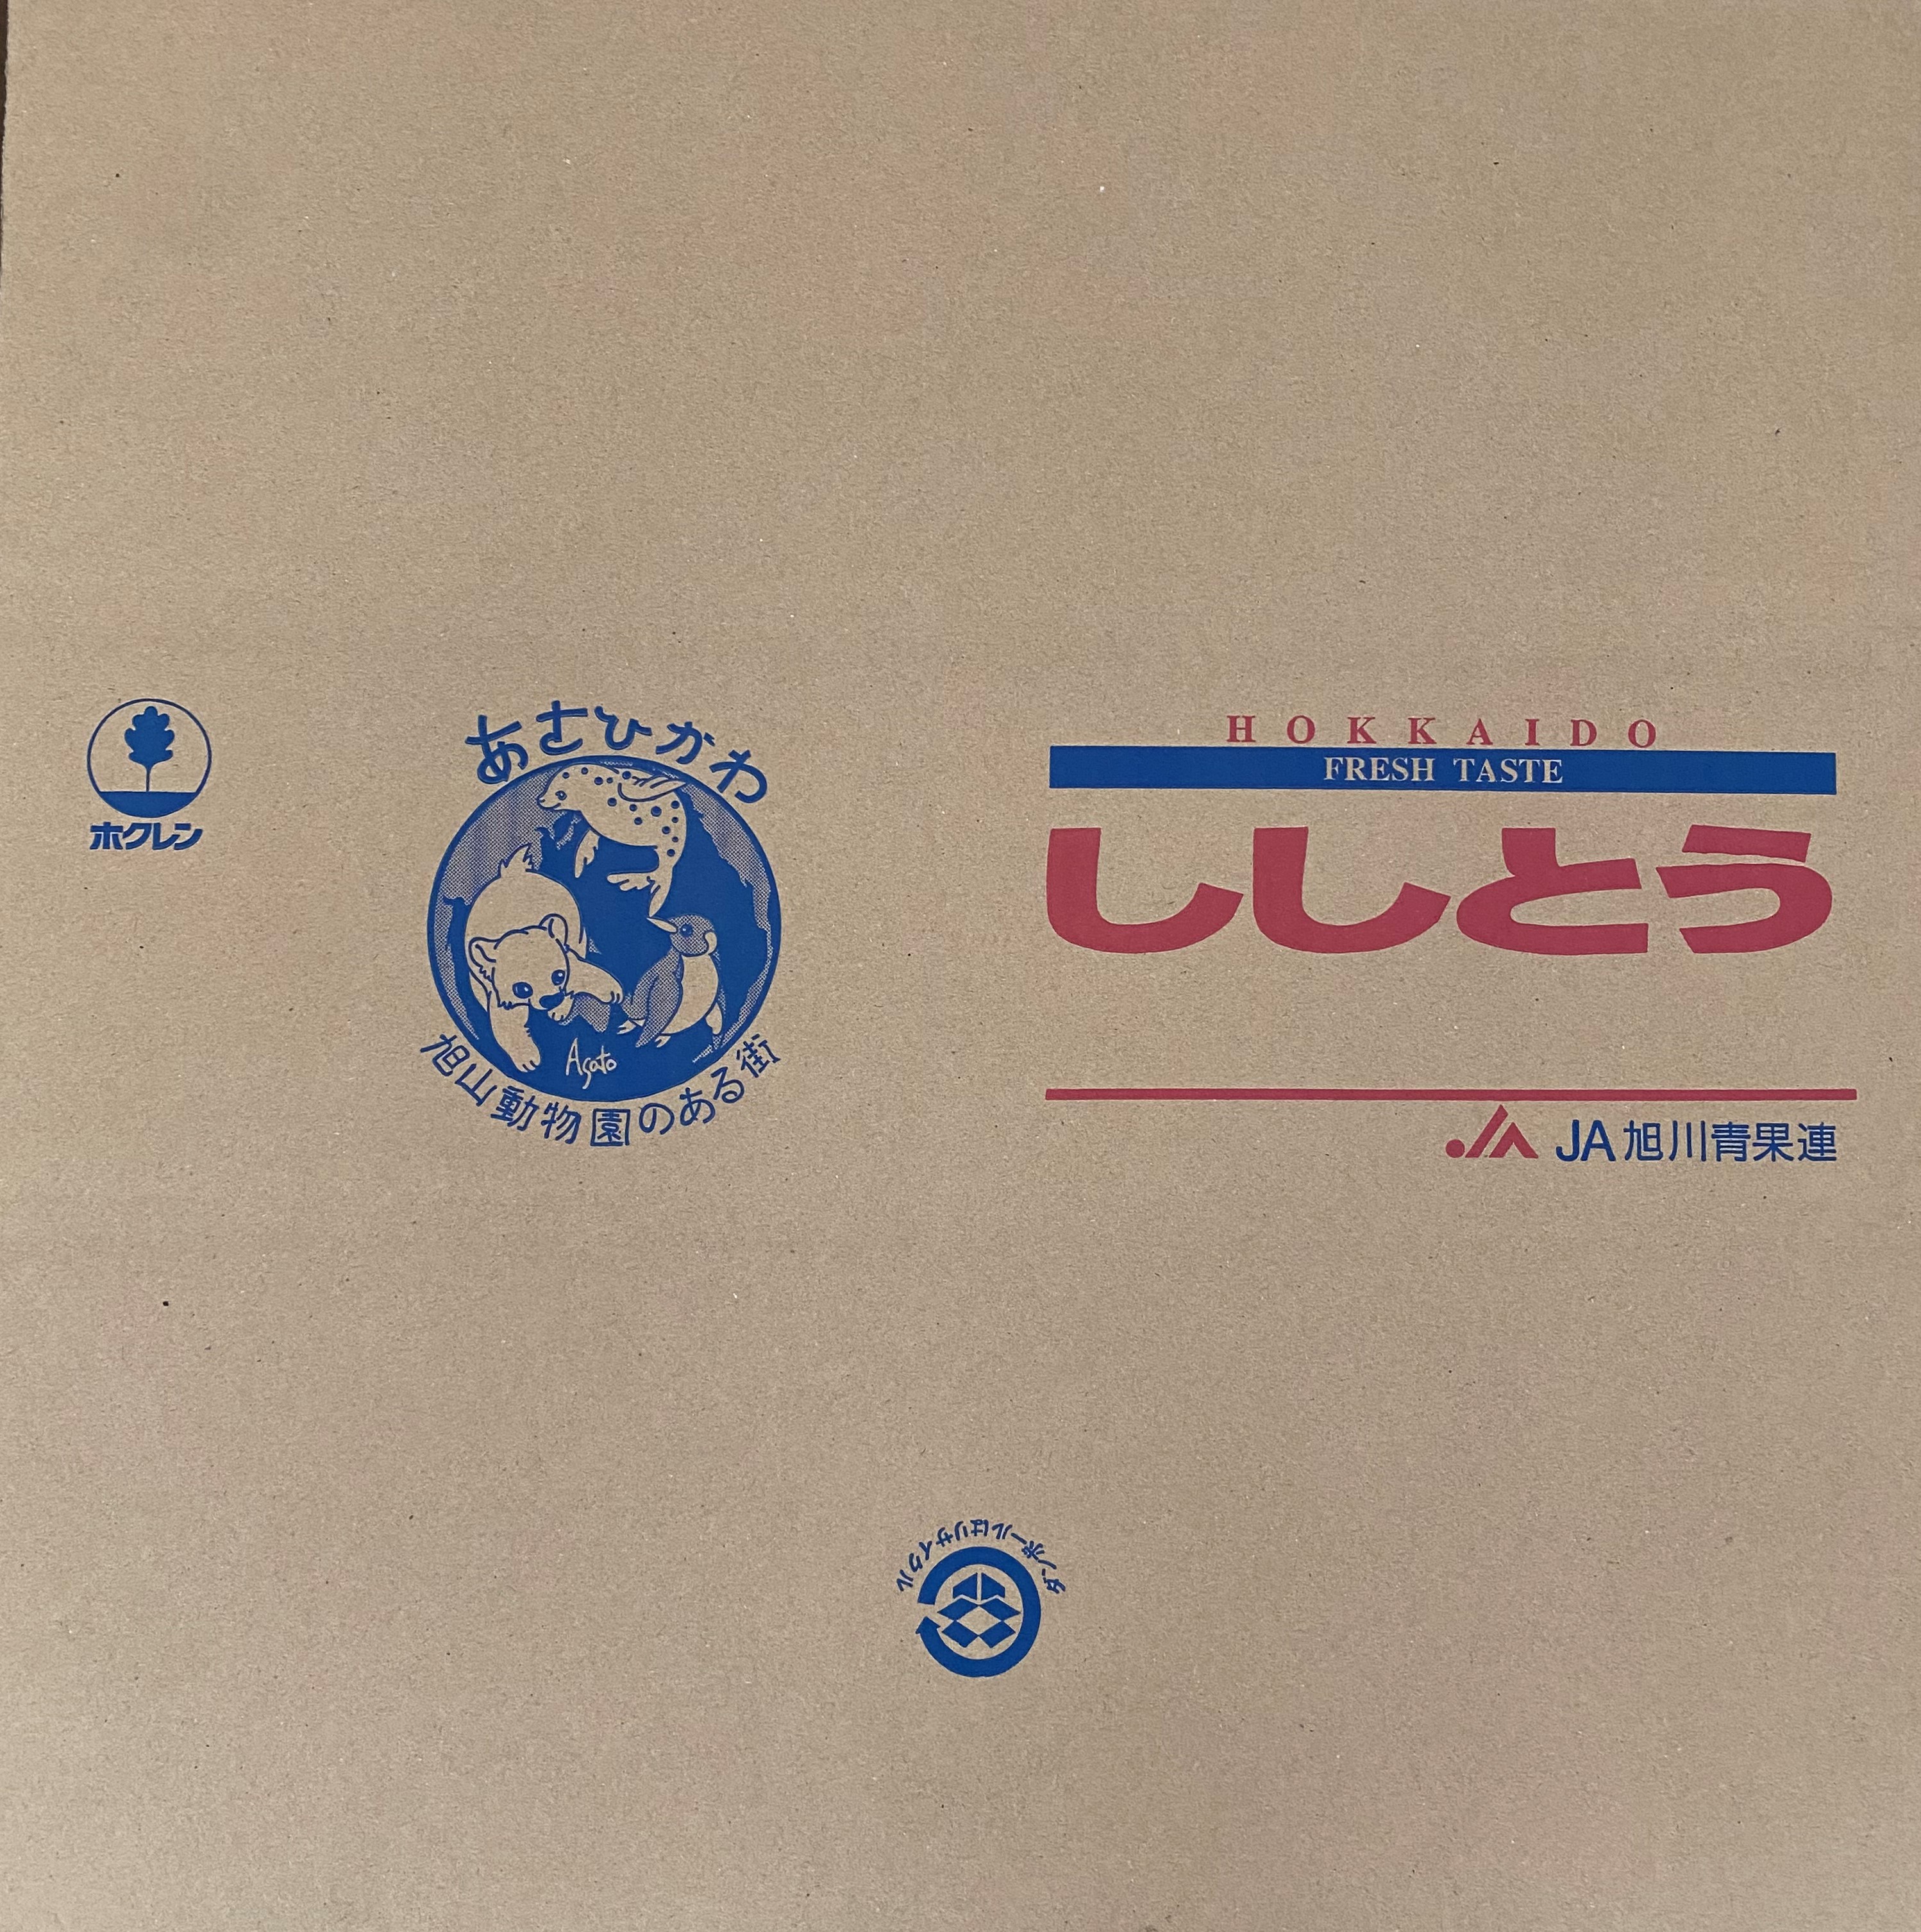 ホクレン
あさひかわ
Asato
旭山動物園のある街
HOKKAIDO
FRESH TASTE
ししとう
JA JA旭川青果連
ダンボールはリサイクル